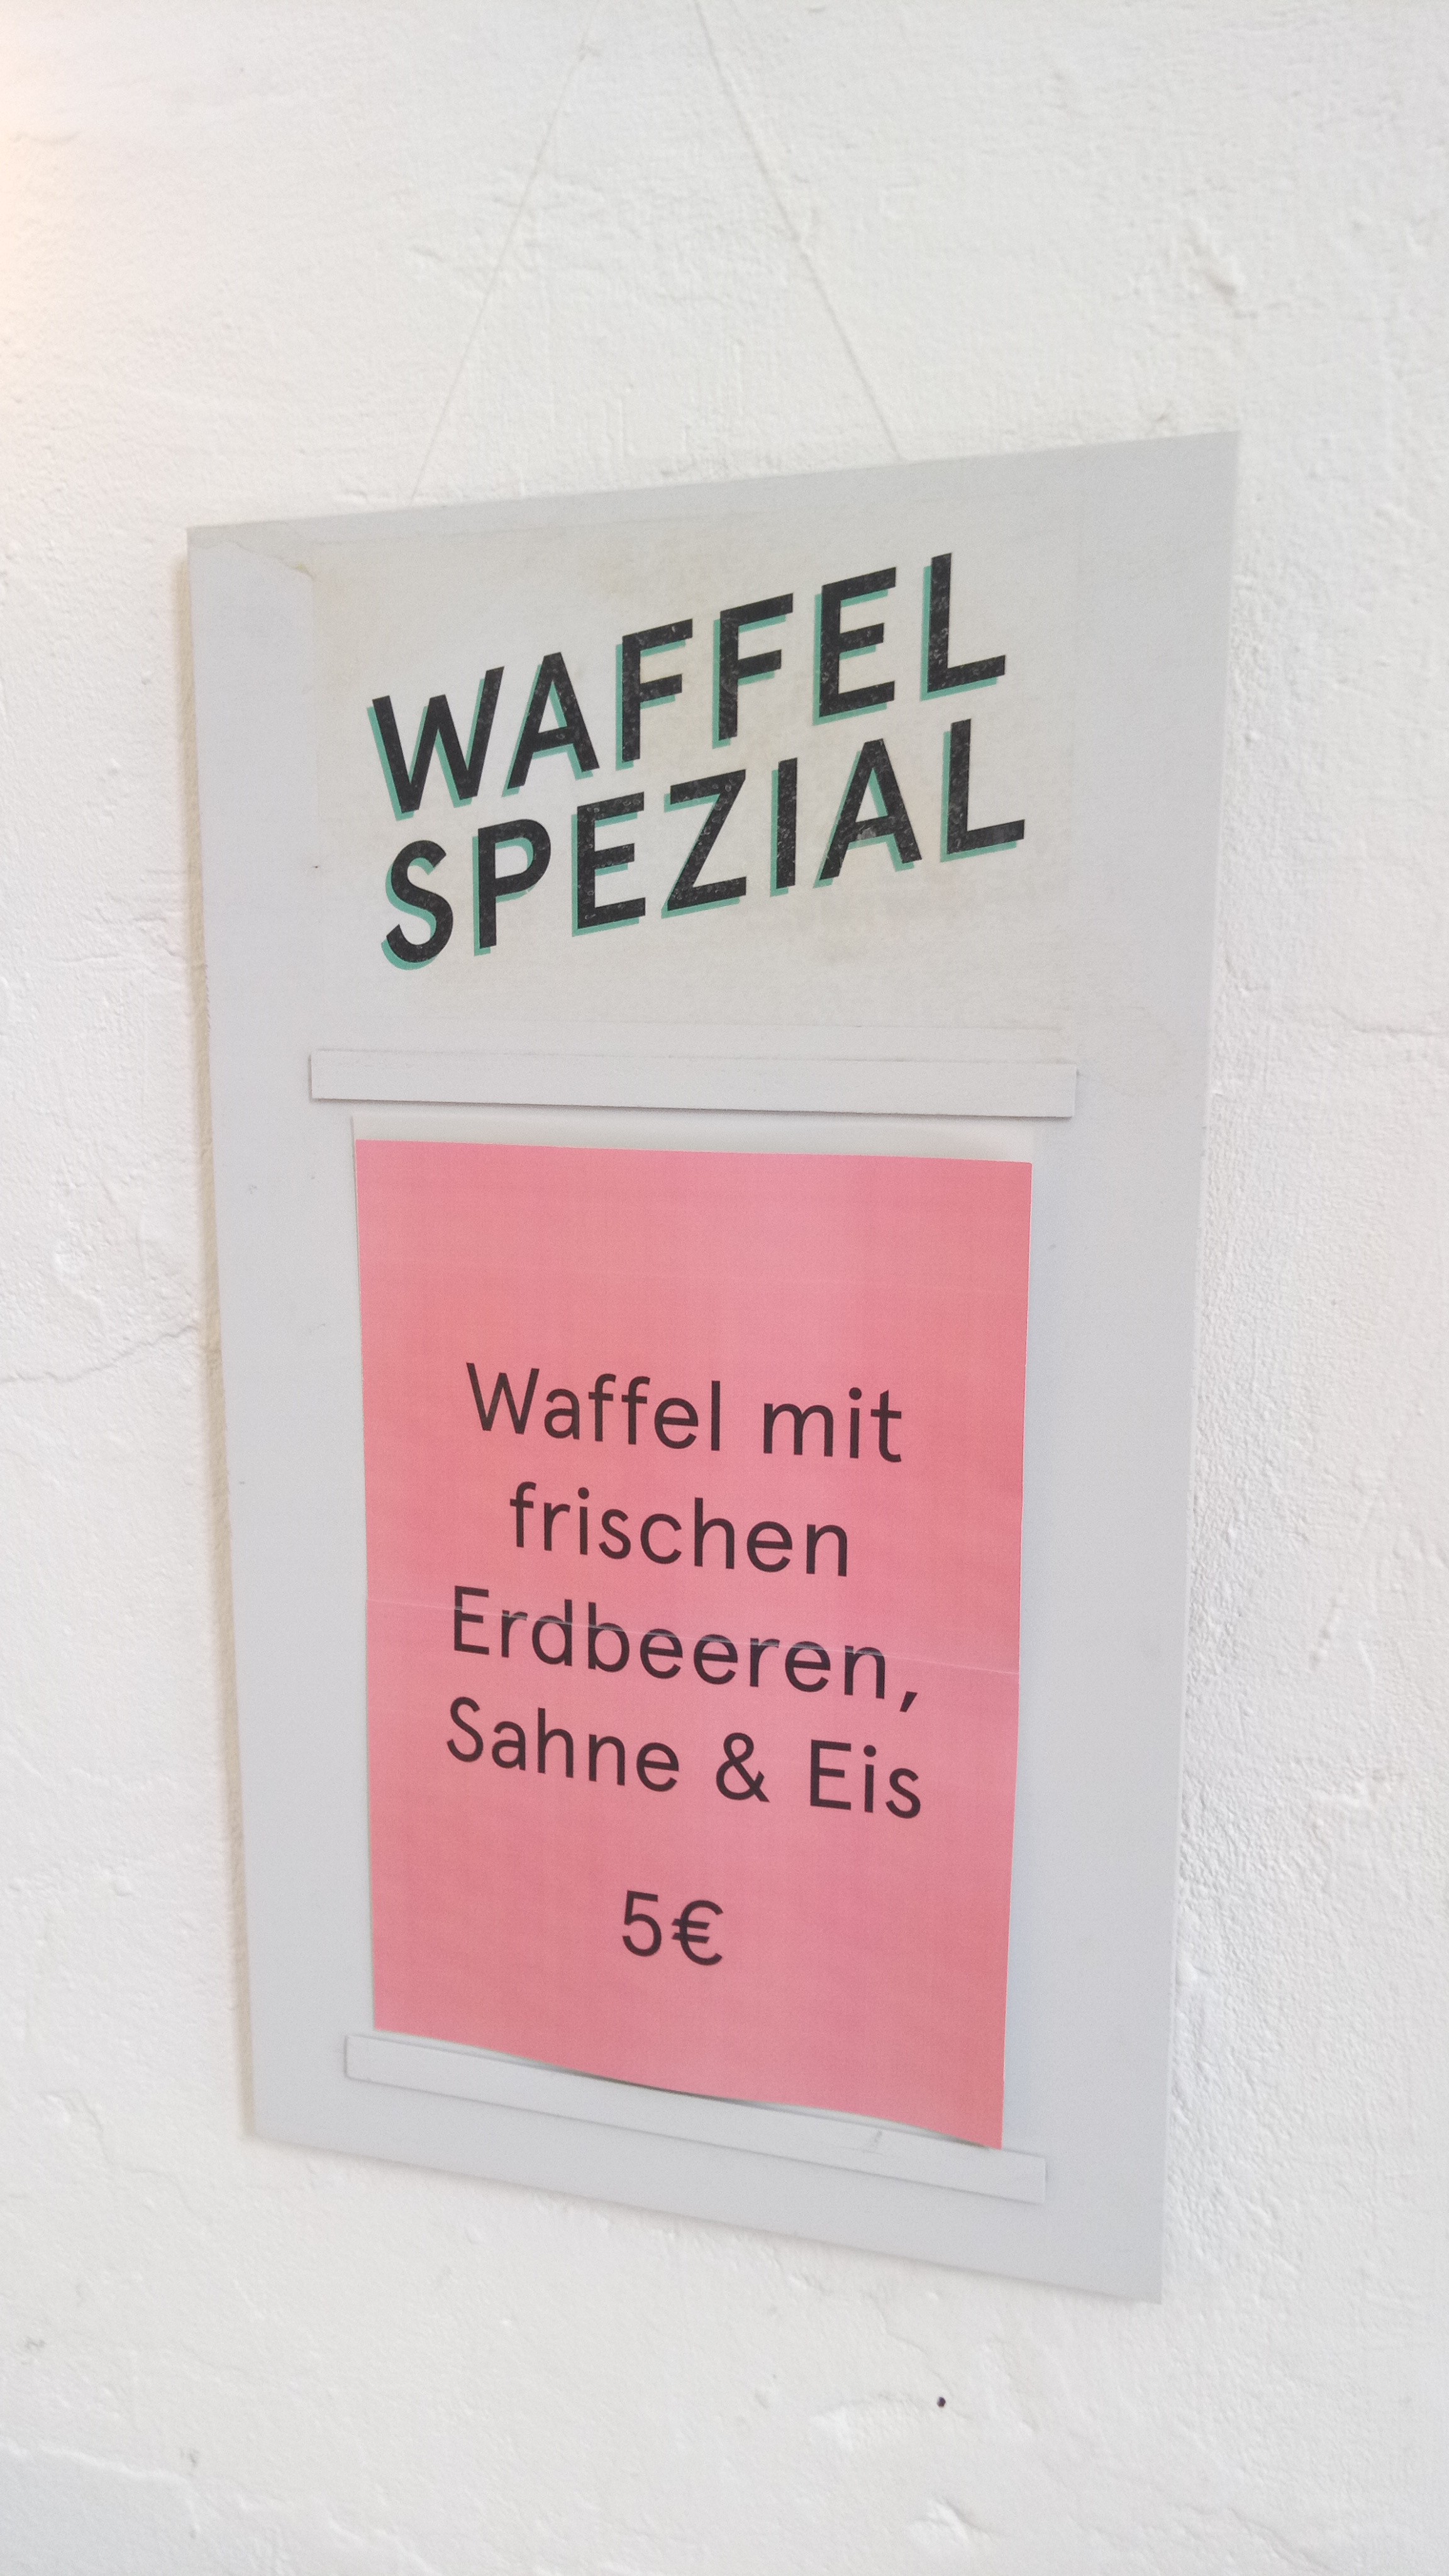 WAFFEL
SPEZIAL
Waffel mit
frischen
Erdbeeren,
Sahne & Eis
5€